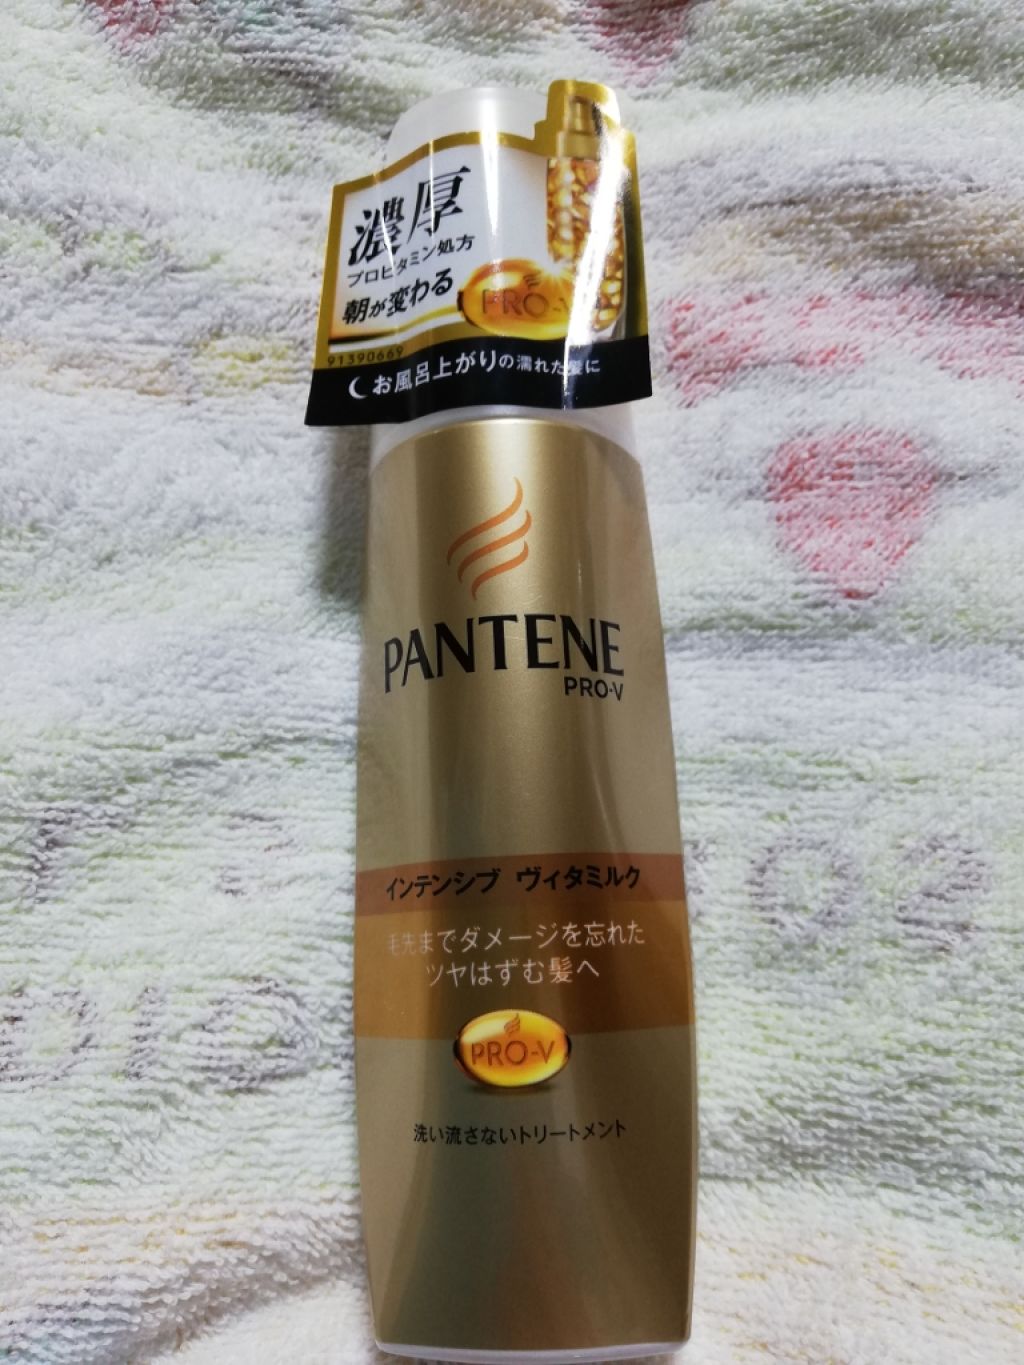 濃厚
プロビタミン処方
朝が変わる
PRO-V
91390669
お風呂上がりの濡れた髪に
PANTENE
PRO-V
インテンシブ ヴィタミルク
毛先までダメージを忘れた
ツヤはずむ髪へ
PRO-V
洗い流さないトリートメント